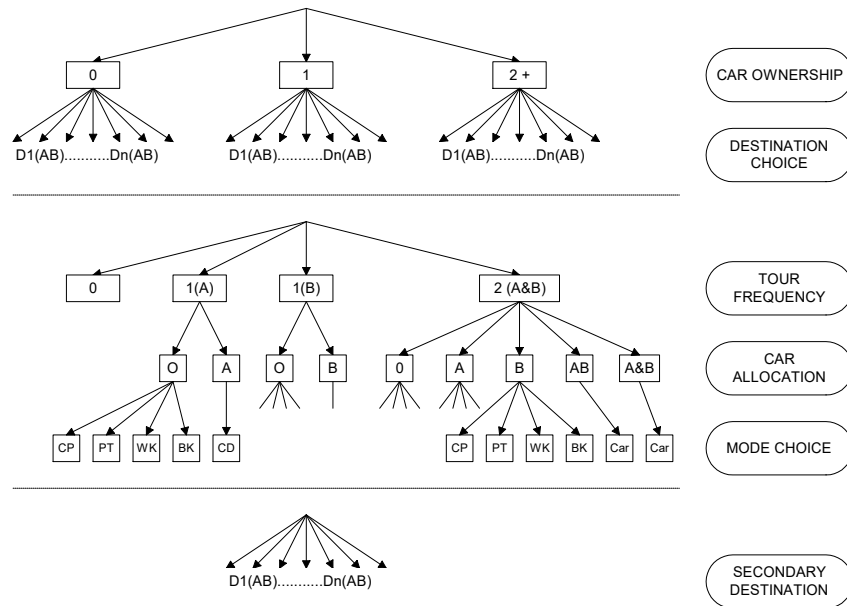 0 1 2 + CAR OWNERSHIP
D1(AB)...........Dn(AB) D1(AB)...........Dn(AB) D1(AB)...........Dn(AB) DESTINATION
CHOICE
0 1(A) 1(B) 2 (A&B) TOUR
FREQUENCY
O A O B 0 A B AB A&B CAR
ALLOCATION
CP PT WK BK CD CP PT WK BK Car Car MODE CHOICE
D1(AB)...........Dn(AB) SECONDARY
DESTINATION